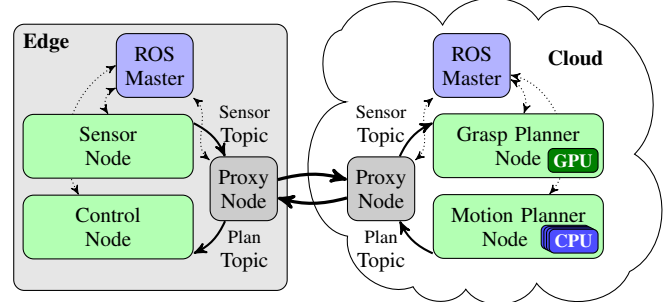 Edge
ROS
Master
Sensor
Node
Control
Node
Sensor
Topic
Proxy
Node
Plan
Topic
Cloud
ROS
Master
Sensor
Topic
Proxy
Node
Plan
Topic
Grasp Planner
Node
GPU
Motion Planner
Node
CPU